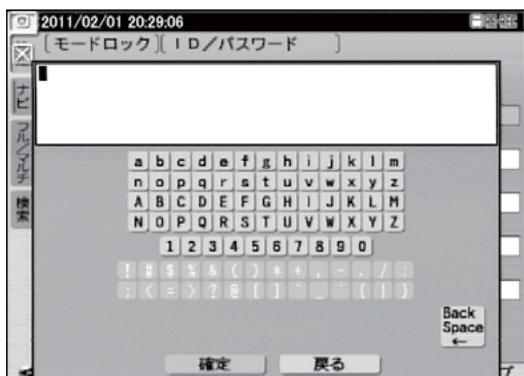 2011/02/01 20:29:06
[モードロック][ID/パスワード ]
ナビ
フル/マルチ
検索
a b c d e f g h i j k l m
n o p q r s t u v w x y z
A B C D E F G H I J K L M
N O P Q R S T U V W X Y Z
1 2 3 4 5 6 7 8 9 0
! # $ % & ( ) * + , - . / :
; < = > ? @ [ ] ^ _ ` { | }
Back
Space
←
確定 戻る
プ